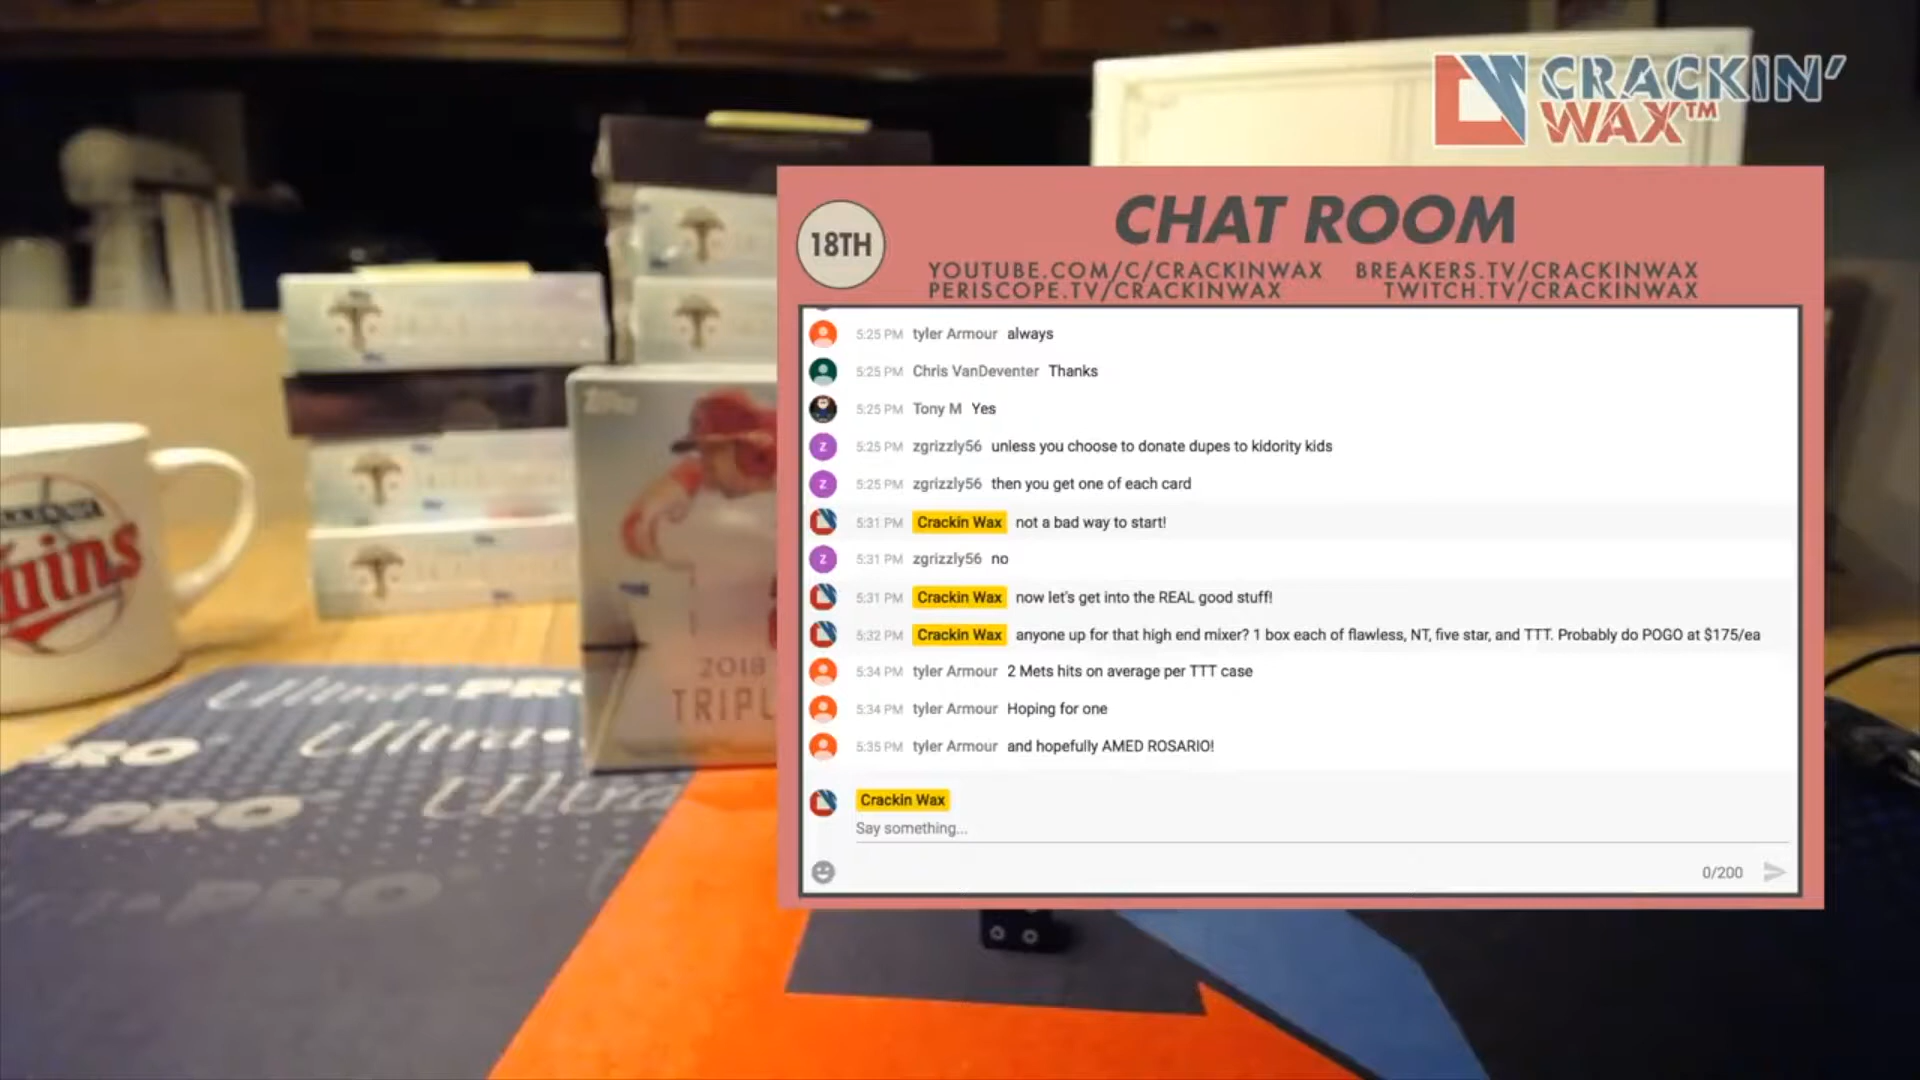 CRACKIN'
WAX™
CHAT ROOM
18TH
YOUTUBE.COM/C/CRACKINWAX BREAKERS.TV/CRACKINWAX
PERISCOPE.TV/CRACKINWAX TWITCH.TV/CRACKINWAX
5:25 PM tyler Armour always
5:25 PM Chris VanDeventer Thanks
5:25 PM Tony M Yes
Z 5:25 PM zgrizzly56 unless you choose to donate dupes to kidority kids
Z 5:25 PM zgrizzly56 then you get one of each card
5:31 PM Crackin Wax not a bad way to start!
Z 5:31 PM zgrizzly56 no
5:31 PM Crackin Wax now let's get into the REAL good stuff!
5:32 PM Crackin Wax anyone up for that high end mixer? 1 box each of flawless, NT, five star, and TTT. Probably do POGO at $175/ea
5:34 PM tyler Armour 2 Mets hits on average per TTT case
5:34 PM tyler Armour Hoping for one
5:35 PM tyler Armour and hopefully AMED ROSARIO!
Crackin Wax
Say something...
0/200
Topps
2018
TRIPL
Ultra•PRO
Ultra•
PRO Ultra
•PRO
PRO